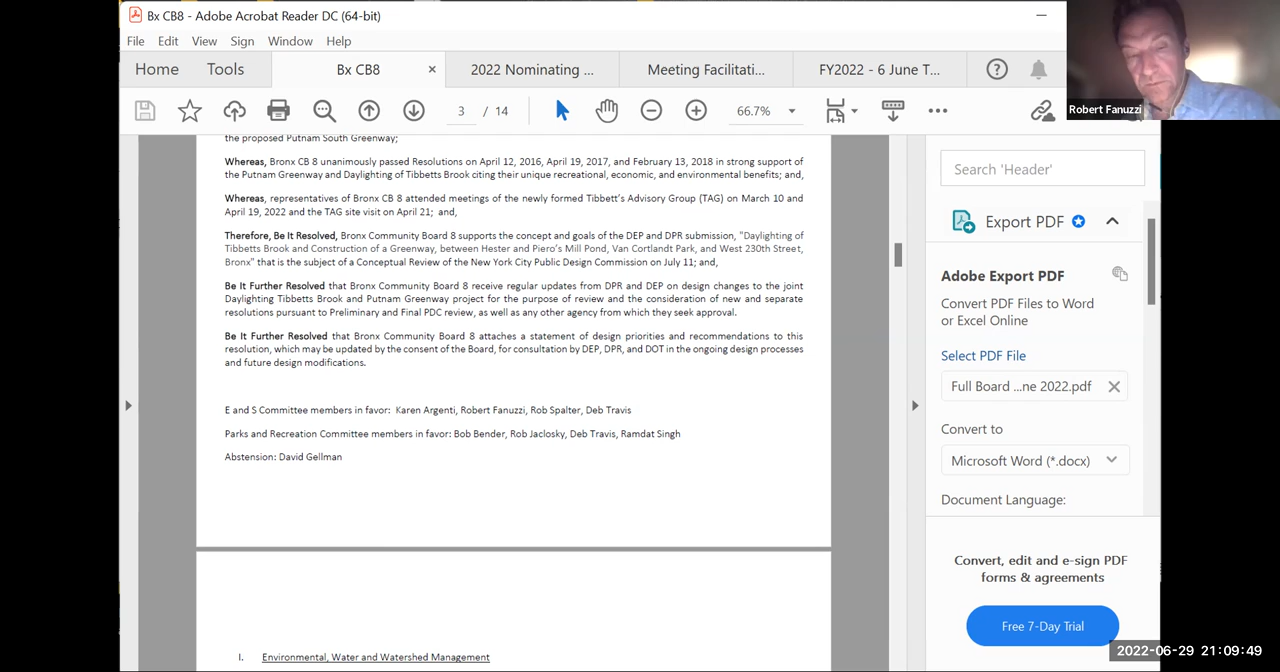 Bx CB8 - Adobe Acrobat Reader DC (64-bit)
File Edit View Sign Window Help
Home Tools Bx CB8 × 2022 Nominating ... Meeting Facilitati... FY2022 - 6 June T...
3 / 14 66.7%
Robert Fanuzzi
the proposed Putnam South Greenway;
Whereas, Bronx CB 8 unanimously passed Resolutions on April 12, 2016, April 19, 2017, and February 13, 2018 in strong support of
the Putnam Greenway and Daylighting of Tibbetts Brook citing their unique recreational, economic, and environmental benefits; and,
Whereas, representatives of Bronx CB 8 attended meetings of the newly formed Tibbett's Advisory Group (TAG) on March 10 and
April 19, 2022 and the TAG site visit on April 21; and,
Therefore, Be It Resolved, Bronx Community Board 8 supports the concept and goals of the DEP and DPR submission, "Daylighting of
Tibbetts Brook and Construction of a Greenway, between Hester and Piero's Mill Pond, Van Cortlandt Park, and West 230th Street,
Bronx" that is the subject of a Conceptual Review of the New York City Public Design Commission on July 11; and,
Be It Further Resolved that Bronx Community Board 8 receive regular updates from DPR and DEP on design changes to the joint
Daylighting Tibbetts Brook and Putnam Greenway project for the purpose of review and the consideration of new and separate
resolutions pursuant to Preliminary and Final PDC review, as well as any other agency from which they seek approval.
Be It Further Resolved that Bronx Community Board 8 attaches a statement of design priorities and recommendations to this
resolution, which may be updated by the consent of the Board, for consultation by DEP, DPR, and DOT in the ongoing design processes
and future design modifications.
E and S Committee members in favor: Karen Argenti, Robert Fanuzzi, Rob Spalter, Deb Travis
Parks and Recreation Committee members in favor: Bob Bender, Rob Jaclosky, Deb Travis, Ramdat Singh
Abstension: David Gellman
I. Environmental, Water and Watershed Management
Search 'Header'
Export PDF
Adobe Export PDF
Convert PDF Files to Word
or Excel Online
Select PDF File
Full Board ...ne 2022.pdf ×
Convert to
Microsoft Word (*.docx)
Document Language:
Convert, edit and e-sign PDF
forms & agreements
Free 7-Day Trial
2022-06-29 21:09:49